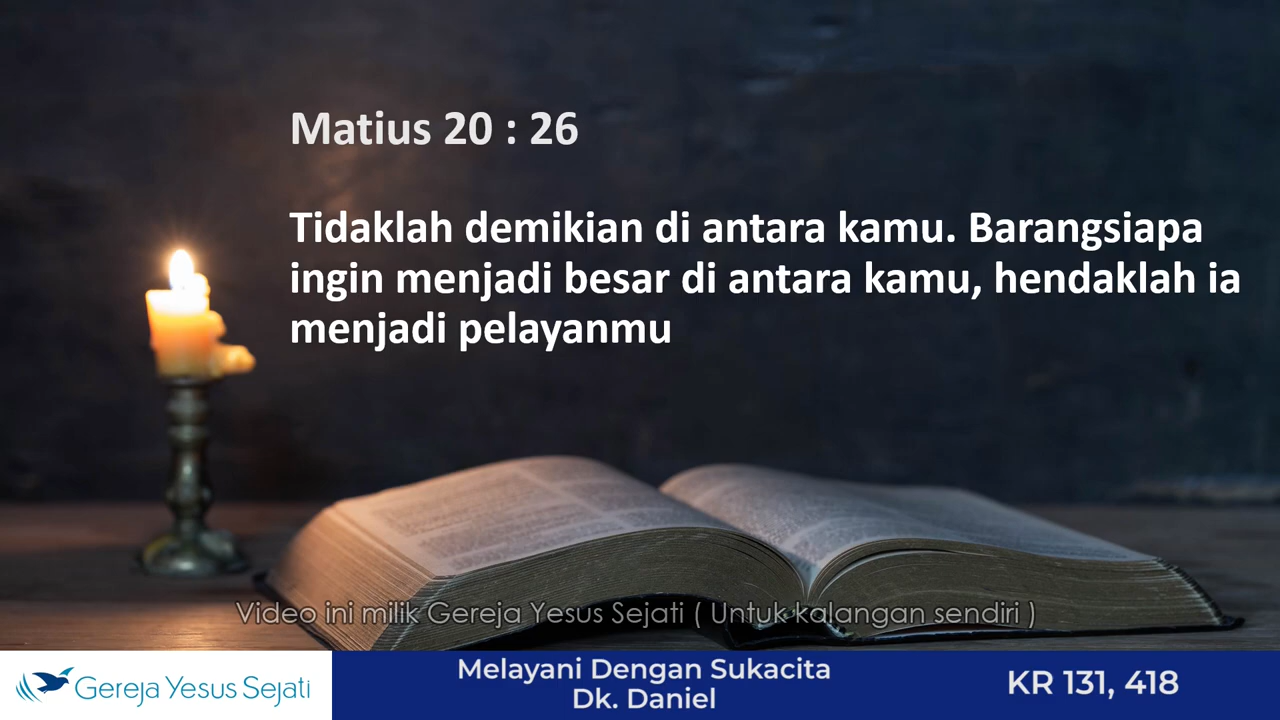 Matius 20 : 26
Tidaklah demikian di antara kamu. Barangsiapa
ingin menjadi besar di antara kamu, hendaklah ia
menjadi pelayanmu
Video ini milik Gereja Yesus Sejati ( Untuk kalangan sendiri )
Gereja Yesus Sejati
Melayani Dengan Sukacita
Dk. Daniel
KR 131, 418